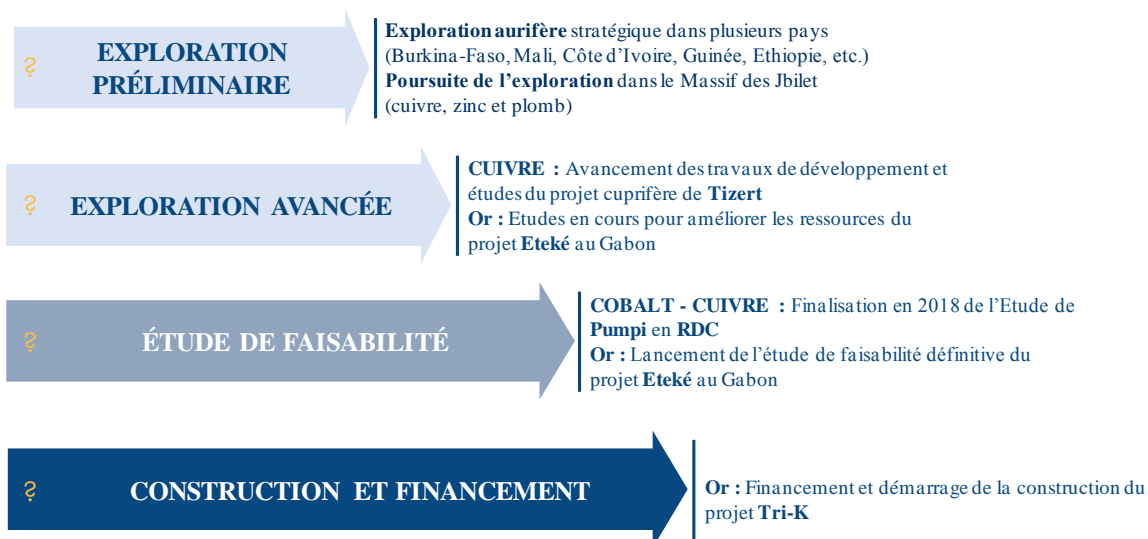 EXPLORATION
PRÉLIMINAIRE
Exploration aurifère stratégique dans plusieurs pays
(Burkina-Faso, Mali, Côte d’Ivoire, Guinée, Ethiopie, etc.)
Poursuite de l’exploration dans le Massif des Jbilet
(cuivre, zinc et plomb)
? EXPLORATION AVANCÉE
CUIVRE : Avancement des travaux de développement et
études du projet cuprifère de Tizert
Or : Etudes en cours pour améliorer les ressources du
projet Eteké au Gabon
? ÉTUDE DE FAISABILITÉ
COBALT - CUIVRE : Finalisation en 2018 de l’Etude de
Pumpi en RDC
Or : Lancement de l’étude de faisabilité définitive du
projet Eteké au Gabon
? CONSTRUCTION ET FINANCEMENT
Or : Financement et démarrage de la construction du
projet Tri-K